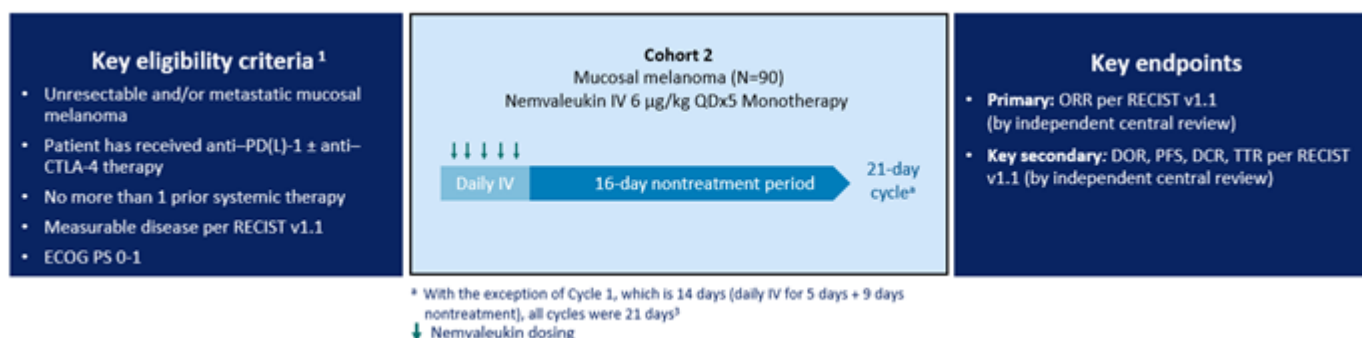 Key eligibility criteria ¹
• Unresectable and/or metastatic mucosal
melanoma
• Patient has received anti–PD(L)-1 ± anti–
CTLA-4 therapy
• No more than 1 prior systemic therapy
• Measurable disease per RECIST v1.1
• ECOG PS 0-1
Cohort 2
Mucosal melanoma (N=90)
Nemvaleukin IV 6 µg/kg QDx5 Monotherapy
Daily IV
16-day nontreatment period
21-day
cycleᵃ
Key endpoints
• Primary: ORR per RECIST v1.1
(by independent central review)
• Key secondary: DOR, PFS, DCR, TTR per RECIST
v1.1 (by independent central review)
ᵃ With the exception of Cycle 1, which is 14 days (daily IV for 5 days + 9 days
nontreatment), all cycles were 21 days³
Nemvaleukin dosing